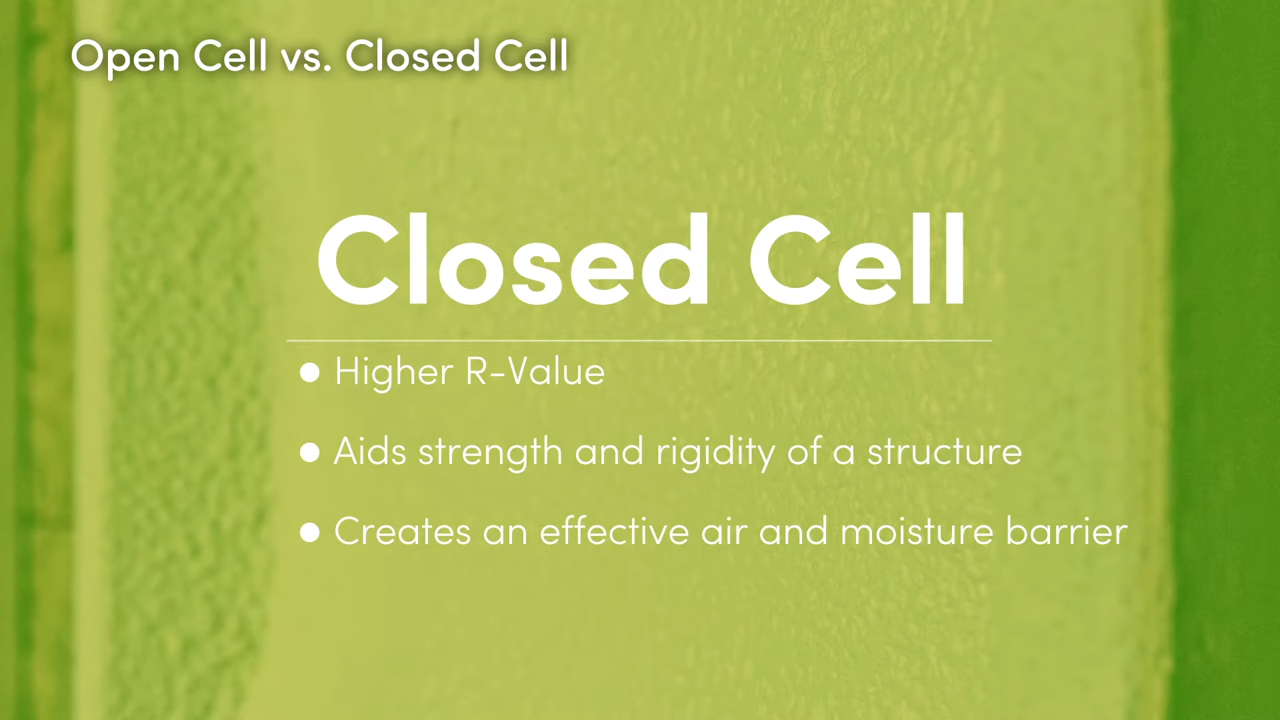 Open Cell vs. Closed Cell
Closed Cell
● Higher R-Value
● Aids strength and rigidity of a structure
● Creates an effective air and moisture barrier